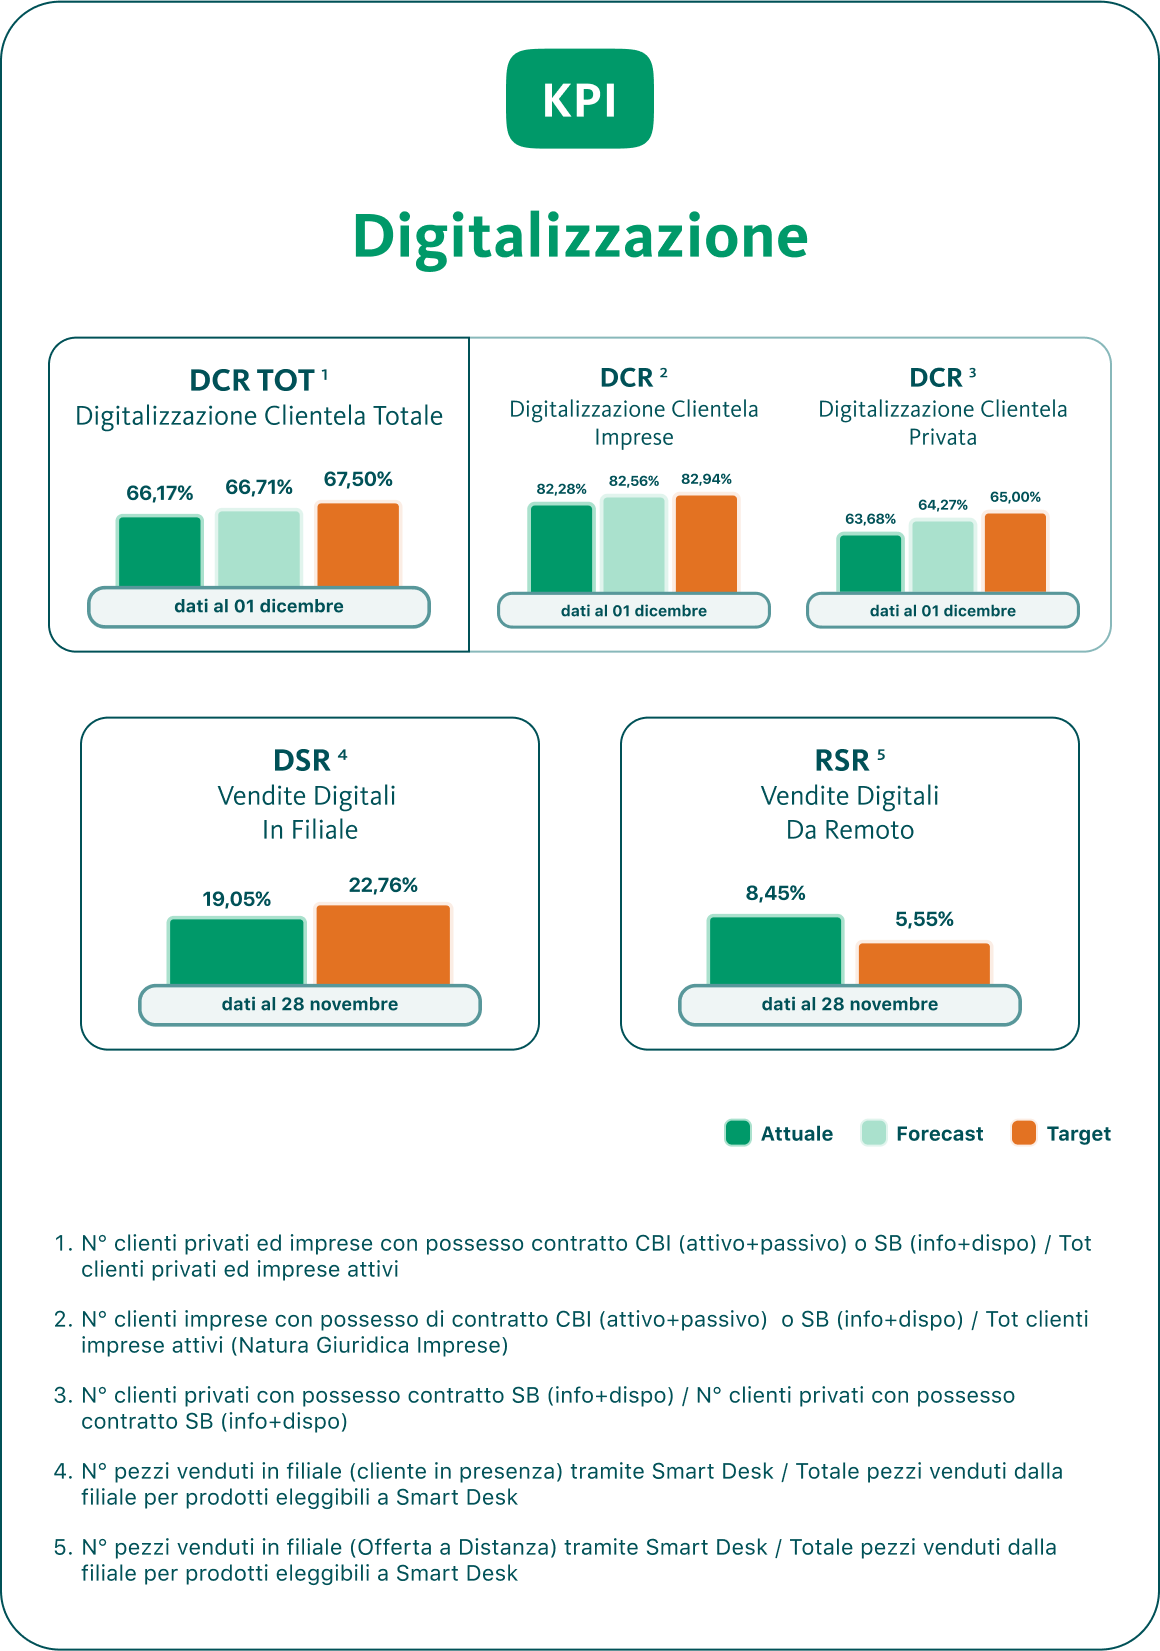 KPI
Digitalizzazione
DCR TOT ¹
Digitalizzazione Clientela Totale
66,17%
66,71%
67,50%
dati al 01 dicembre
DCR ²
Digitalizzazione Clientela
Imprese
82,28%
82,56%
82,94%
dati al 01 dicembre
DCR ³
Digitalizzazione Clientela
Privata
63,68%
64,27%
65,00%
dati al 01 dicembre
DSR ⁴
Vendite Digitali
In Filiale
19,05%
22,76%
dati al 28 novembre
RSR ⁵
Vendite Digitali
Da Remoto
8,45%
5,55%
dati al 28 novembre
Attuale
Forecast
Target
1. N° clienti privati ed imprese con possesso contratto CBI (attivo+passivo) o SB (info+dispo) / Tot
clienti privati ed imprese attivi
2. N° clienti imprese con possesso di contratto CBI (attivo+passivo)  o SB (info+dispo) / Tot clienti
imprese attivi (Natura Giuridica Imprese)
3. N° clienti privati con possesso contratto SB (info+dispo) / N° clienti privati con possesso
contratto SB (info+dispo)
4. N° pezzi venduti in filiale (cliente in presenza) tramite Smart Desk / Totale pezzi venduti dalla
filiale per prodotti eleggibili a Smart Desk
5. N° pezzi venduti in filiale (Offerta a Distanza) tramite Smart Desk / Totale pezzi venduti dalla
filiale per prodotti eleggibili a Smart Desk